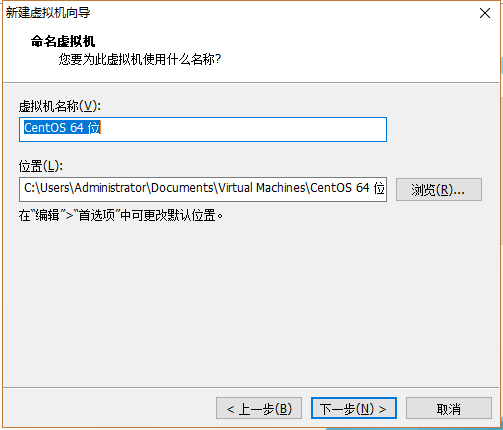 新建虚拟机向导
命名虚拟机
您要为此虚拟机使用什么名称?
虚拟机名称(V):
CentOS 64 位
位置(L):
C:\Users\Administrator\Documents\Virtual Machines\CentOS 64 位
浏览(R)...
在“编辑”>“首选项”中可更改默认位置。
< 上一步(B)
下一步(N) >
取消